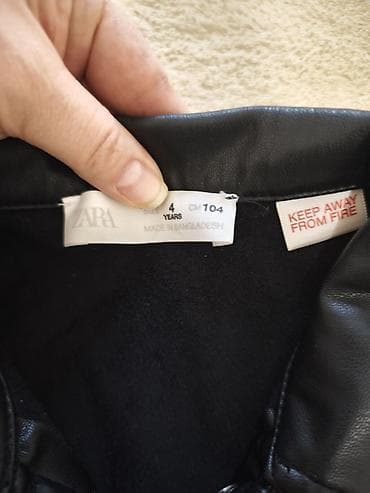 ZARA
4 CM 104
YEARS
MADE IN BANGLADESH
KEEP AWAY
FROM FIRE